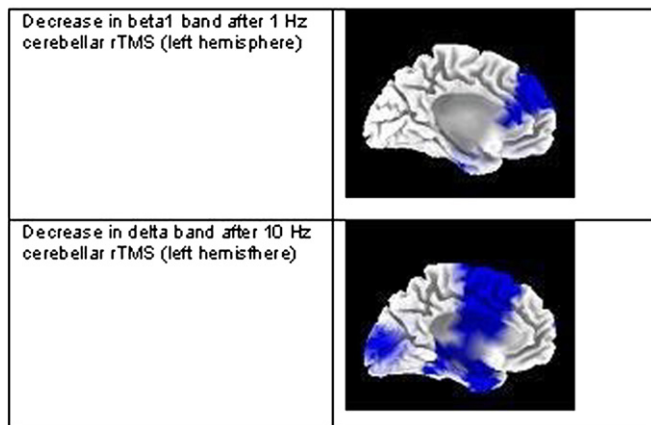 Decrease in beta1 band after 1 Hz
cerebellar rTMS (left hemisphere)
Decrease in delta band after 10 Hz
cerebellar rTMS (left hemisfhere)